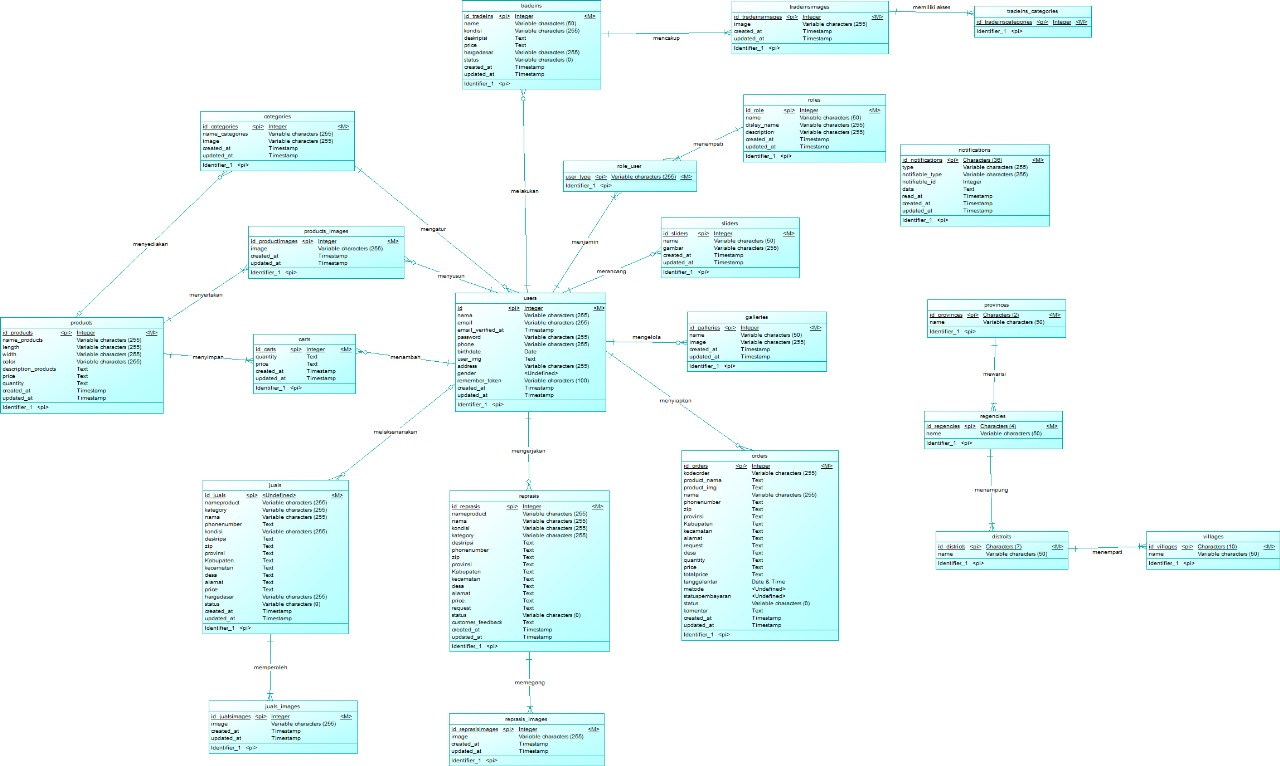 tradeins
id_tradeins <pi> Integer <M>
name Variable characters (50)
kondisi Variable characters (255)
deskripsi Text
price Text
hargadasar Variable characters (255)
status Variable characters (0)
created_at Timestamp
updated_at Timestamp
Identifier_1 <pi>
mencakup
tradeinsimages
id_tradeinsimages <pi> Integer <M>
image Variable characters (255)
created_at Timestamp
updated_at Timestamp
Identifier_1 <pi>
memiliki akses
tradeins_categories
id_tradeinscategories <pi> Integer <M>
Identifier_1 <pi>
categories
id_categories <pi> Integer <M>
name_categories Variable characters (255)
image Variable characters (255)
created_at Timestamp
updated_at Timestamp
Identifier_1 <pi>
roles
id_role <pi> Integer <M>
name Variable characters (50)
dislay_name Variable characters (255)
description Variable characters (255)
created_at Timestamp
updated_at Timestamp
Identifier_1 <pi>
menempati
role_user
user_type <pi> Variable characters (255) <M>
Identifier_1 <pi>
notifications
id_notifications <pi> Characters (36) <M>
type Variable characters (255)
notifiable_type Variable characters (255)
notifiable_id Integer
data Text
read_at Timestamp
created_at Timestamp
updated_at Timestamp
Identifier_1 <pi>
melakukan
mengatur
menyediakan
menjamin
products_images
id_productimages <pi> Integer <M>
image Variable characters (255)
created_at Timestamp
updated_at Timestamp
Identifier_1 <pi>
menyusun
menyertakan
sliders
id_sliders <pi> Integer <M>
name Variable characters (50)
gambar Variable characters (255)
created_at Timestamp
updated_at Timestamp
Identifier_1 <pi>
merancang
users
id <pi> Integer <M>
nama Variable characters (255)
email Variable characters (255)
email_verified_at Timestamp
password Variable characters (255)
phone Variable characters (255)
birthdate Date
user_img Text
address Variable characters (255)
gender <Undefined>
remember_token Variable characters (100)
created_at Timestamp
updated_at Timestamp
Identifier_1 <pi>
products
id_products <pi> Integer <M>
name_products Variable characters (255)
length Variable characters (255)
width Variable characters (255)
color Variable characters (255)
description_products Text
price Text
quantity Text
created_at Timestamp
updated_at Timestamp
Identifier_1 <pi>
menyimpan
carts
id_carts <pi> Integer <M>
quantity Text
price Text
created_at Timestamp
updated_at Timestamp
Identifier_1 <pi>
menambah
mengelola
galleries
id_galleries <pi> Integer <M>
name Variable characters (50)
image Variable characters (255)
created_at Timestamp
updated_at Timestamp
Identifier_1 <pi>
provinces
id_provinces <pi> Characters (2) <M>
name Variable characters (50)
Identifier_1 <pi>
mewarisi
regencies
id_regencies <pi> Characters (4) <M>
name Variable characters (50)
Identifier_1 <pi>
menampung
districts
id_districts <pi> Characters (7) <M>
name Variable characters (50)
Identifier_1 <pi>
menempati
villages
id_villages <pi> Characters (10) <M>
name Variable characters (50)
Identifier_1 <pi>
melaksanakan
mengerjakan
menyiapkan
juals
id_juals <pi> <Undefined> <M>
nameproduct Variable characters (255)
kategory Variable characters (255)
nama Variable characters (255)
phonenumber Text
kondisi Variable characters (255)
deskripsi Text
zip Text
provinsi Text
Kabupaten Text
kecamatan Text
desa Text
alamat Text
price Text
hargadasar Variable characters (255)
status Variable characters (0)
created_at Timestamp
updated_at Timestamp
Identifier_1 <pi>
memperoleh
juals_images
id_jualsimages <pi> Integer <M>
image Variable characters (255)
created_at Timestamp
updated_at Timestamp
Identifier_1 <pi>
reprasis
id_reprasis <pi> Integer <M>
nameproduct Variable characters (255)
nama Variable characters (255)
kondisi Variable characters (255)
kategory Variable characters (255)
deskripsi Text
phonenumber Text
zip Text
provinsi Text
Kabupaten Text
kecamatan Text
desa Text
alamat Text
price Text
request Text
status Variable characters (0)
customer_feedback Text
created_at Timestamp
updated_at Timestamp
Identifier_1 <pi>
memegang
reprasis_images
id_reprasisimages <pi> Integer <M>
image Variable characters (255)
created_at Timestamp
updated_at Timestamp
Identifier_1 <pi>
orders
id_orders <pi> Integer <M>
kodeorder Variable characters (255)
product_name Text
product_img Text
name Variable characters (255)
phonenumber Text
zip Text
provinsi Text
Kabupaten Text
kecamatan Text
alamat Text
request Text
desa Text
quantity Text
price Text
totalprice Text
tenggelantar Date & Time
metode <Undefined>
statuspembayaran <Undefined>
status Variable characters (0)
komentar Text
created_at Timestamp
updated_at Timestamp
Identifier_1 <pi>